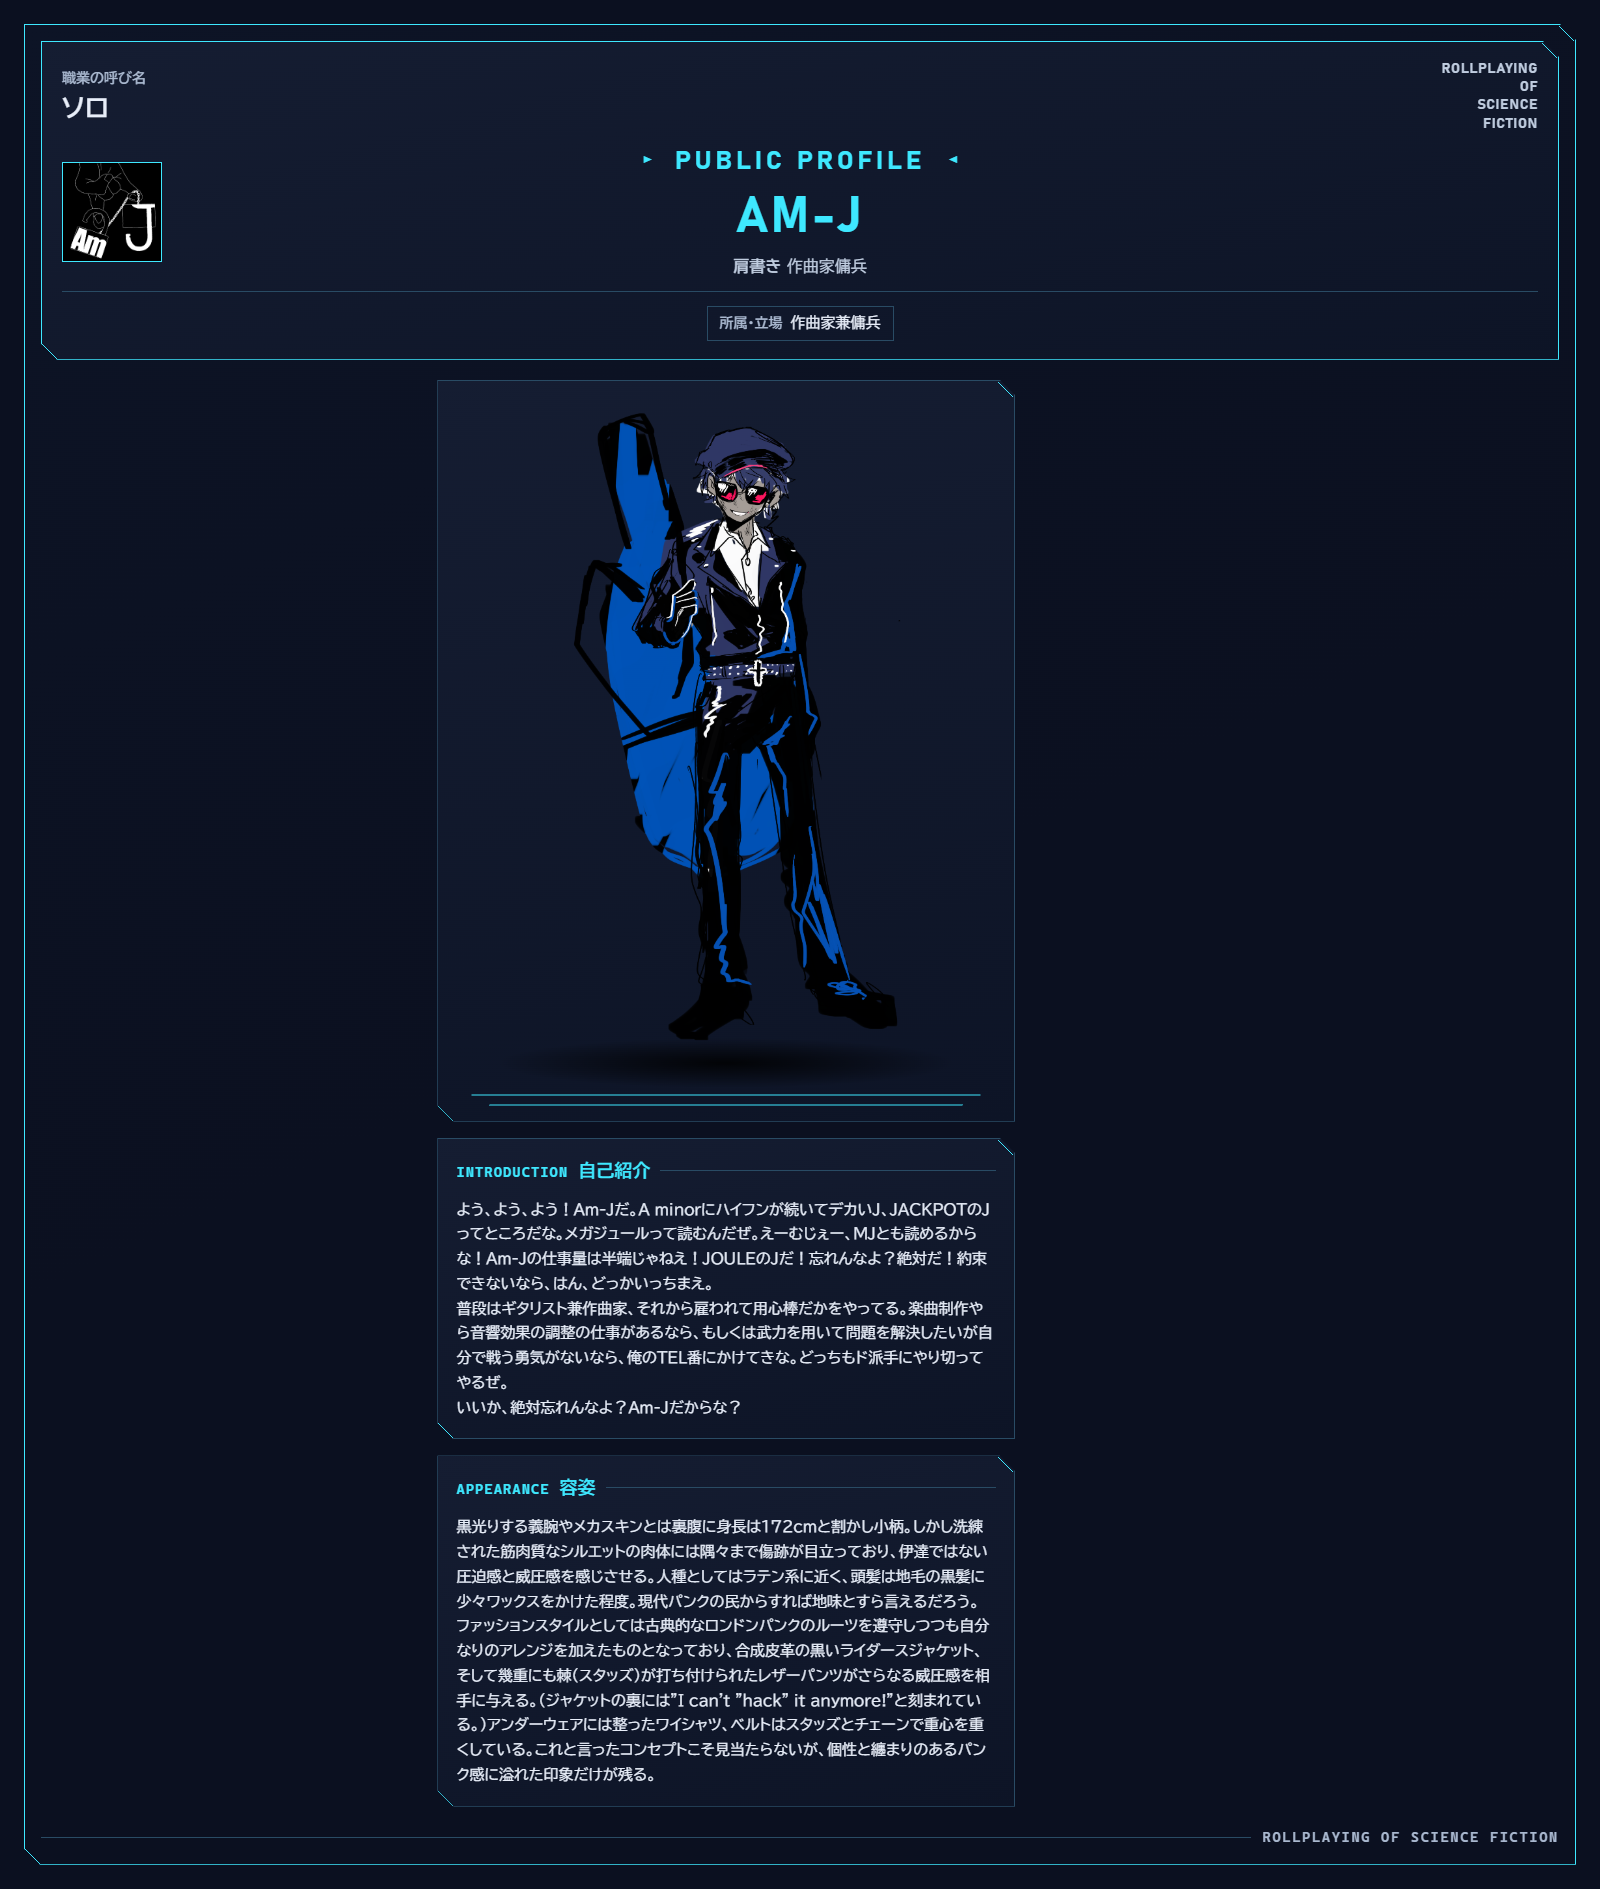 職業の呼び名
ソロ
ROLLPLAYING
OF
SCIENCE
FICTION
Am J
PUBLIC PROFILE
AM-J
肩書き 作曲家傭兵
所属・立場 作曲家兼傭兵
INTRODUCTION 自己紹介
よう、よう、よう！Am-Jだ。A minorにハイフンが続いてデカいJ、JACKPOTのJ
ってところだな。メガジュールって読むんだぜ。えーむじぇー、MJとも読めるから
な！Am-Jの仕事量は半端じゃねえ！JOULEのJだ！忘れんなよ？絶対だ！約束
できないなら、はん、どっかいっちまえ。
普段はギタリスト兼作曲家、それから雇われて用心棒だかをやってる。楽曲制作や
ら音響効果の調整の仕事があるなら、もしくは武力を用いて問題を解決したいが自
分で戦う勇気がないなら、俺のTEL番にかけてきな。どっちもド派手にやり切って
やるぜ。
いいか、絶対忘れんなよ？Am-Jだからな？
APPEARANCE 容姿
黒光りする義腕やメカスキンとは裏腹に身長は172cmと割かし小柄。しかし洗練
された筋肉質なシルエットの肉体には隅々まで傷跡が目立っており、伊達ではない
圧迫感と威圧感を感じさせる。人種としてはラテン系に近く、頭髪は地毛の黒髪に
少々ワックスをかけた程度。現代パンクの民からすれば地味とすら言えるだろう。
ファッションスタイルとしては古典的なロンドンパンクのルーツを遵守しつつも自分
なりのアレンジを加えたものとなっており、合成皮革の黒いライダースジャケット、
そして幾重にも棘（スタッズ）が打ち付けられたレザーパンツがさらなる威圧感を相
手に与える。（ジャケットの裏には”I can’t ”hack” it anymore!”と刻まれてい
る。）アンダーウェアには整ったワイシャツ、ベルトはスタッズとチェーンで重心を重
くしている。これと言ったコンセプトこそ見当たらないが、個性と纏まりのあるパン
ク感に溢れた印象だけが残る。
ROLLPLAYING OF SCIENCE FICTION